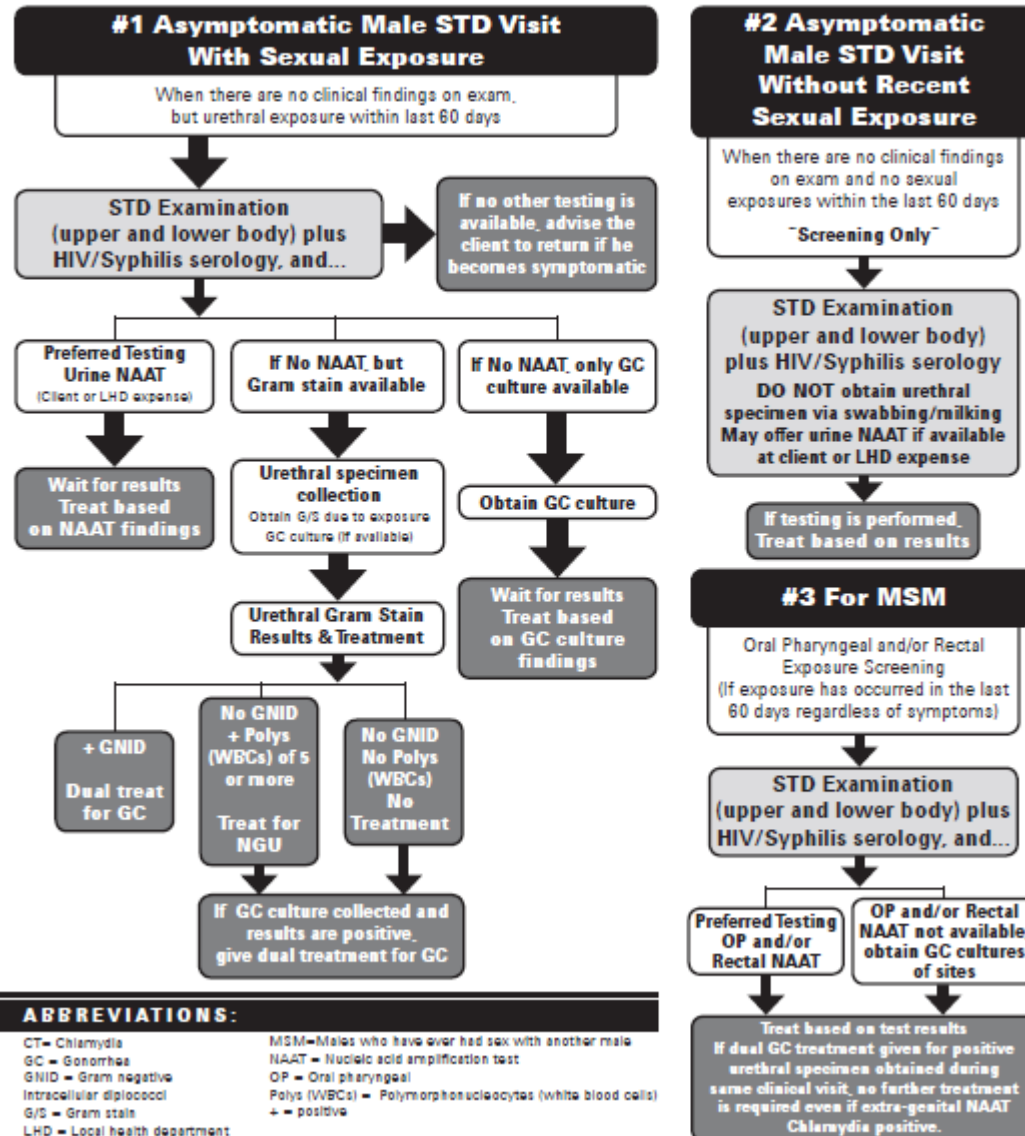 #1 Asymptomatic Male STD Visit
With Sexual Exposure
When there are no clinical findings on exam,
but urethral exposure within last 60 days
STD Examination
(upper and lower body) plus
HIV/Syphilis serology, and...
If no other testing is
available, advise the
client to return if he
becomes symptomatic
Preferred Testing
Urine NAAT
(Client or LHD expense)
Wait for results
Treat based
on NAAT findings
If No NAAT, but
Gram stain available
Urethral specimen
collection
Obtain G/S due to exposure
GC culture (if available)
Urethral Gram Stain
Results & Treatment
+ GNID
Dual treat
for GC
No GNID
+ Polys
(WBCs) of 5
or more
Treat for
NGU
No GNID
No Polys
(WBCs)
No
Treatment
If GC culture collected and
results are positive,
give dual treatment for GC
If No NAAT, only GC
culture available
Obtain GC culture
Wait for results
Treat based
on GC culture
findings
#2 Asymptomatic
Male STD Visit
Without Recent
Sexual Exposure
When there are no clinical findings
on exam and no sexual
exposures within the last 60 days
"Screening Only"
STD Examination
(upper and lower body)
plus HIV/Syphilis serology
DO NOT obtain urethral
specimen via swabbing/milking
May offer urine NAAT if available
at client or LHD expense
If testing is performed,
Treat based on results
#3 For MSM
Oral Pharyngeal and/or Rectal
Exposure Screening
(If exposure has occurred in the last
60 days regardless of symptoms)
STD Examination
(upper and lower body) plus
HIV/Syphilis serology, and...
Preferred Testing
OP and/or
Rectal NAAT
OP and/or Rectal
NAAT not available
obtain GC cultures
of sites
Treat based on test results
If dual GC treatment given for positive
urethral specimen obtained during
same clinical visit, no further treatment
is required even if extra-genital NAAT
Chlamydia positive.
ABBREVIATIONS:
CT= Chlamydia
GC = Gonorrhea
GNID = Gram negative
intracellular diplococci
G/S = Gram stain
LHD = Local health department
MSM=Males who have ever had sex with another male
NAAT = Nucleic acid amplification test
OP = Oral pharyngeal
Polys (WBCs) = Polymorphonucleocytes (white blood cells)
+ = positive